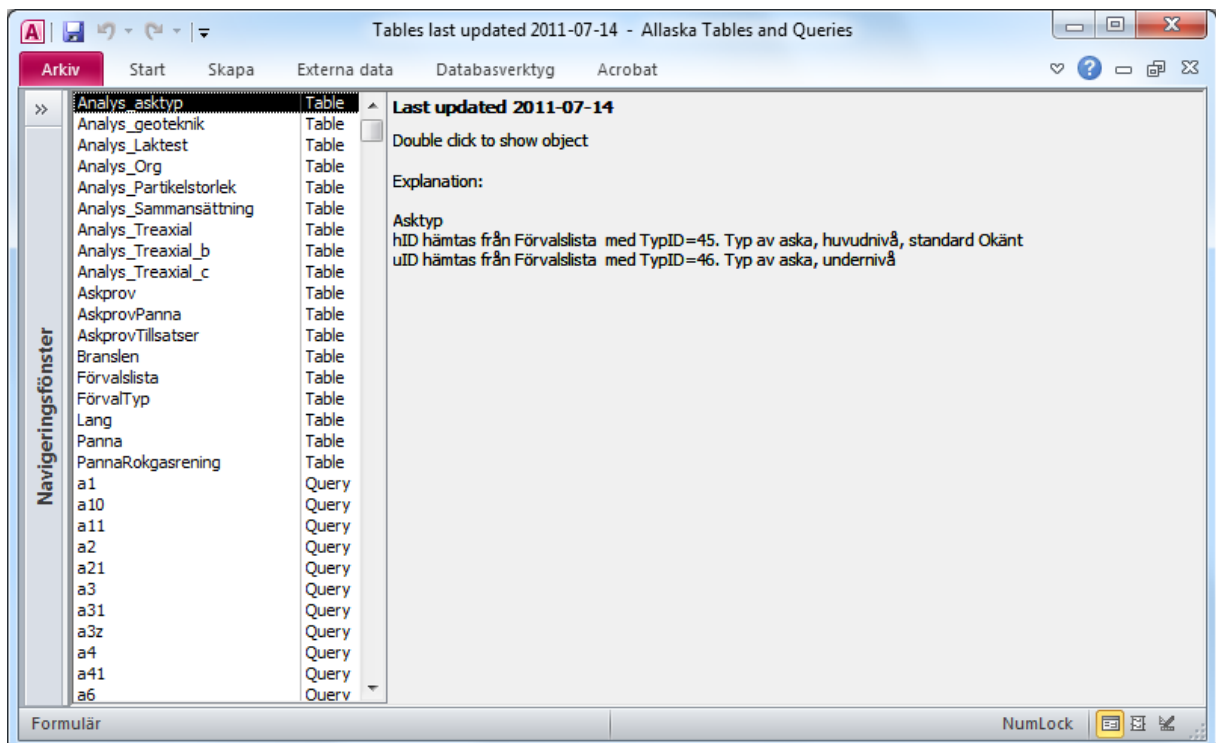 A
Tables last updated 2011-07-14 - Allaska Tables and Queries
Arkiv Start Skapa Externa data Databasverktyg Acrobat
?
»
Navigeringsfönster
Analys_asktyp Table
Analys_geoteknik Table
Analys_Laktest Table
Analys_Org Table
Analys_Partikelstorlek Table
Analys_Sammansättning Table
Analys_Treaxial Table
Analys_Treaxial_b Table
Analys_Treaxial_c Table
Askprov Table
AskprovPanna Table
AskprovTillsatser Table
Branslen Table
Förvalslista Table
FörvalTyp Table
Lang Table
Panna Table
PannaRokgasrening Table
a1 Query
a10 Query
a11 Query
a2 Query
a21 Query
a3 Query
a31 Query
a3z Query
a4 Query
a41 Query
a6 Query
Last updated 2011-07-14
Double click to show object
Explanation:
Asktyp
hID hämtas från Förvalslista med TypID=45. Typ av aska, huvudnivå, standard Okänt
uID hämtas från Förvalslista med TypID=46. Typ av aska, undernivå
Formulär NumLock